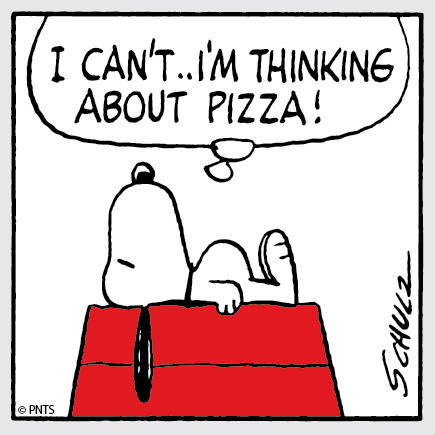 I CAN'T..I'M THINKING
ABOUT PIZZA!
SCHULZ
© PNTS